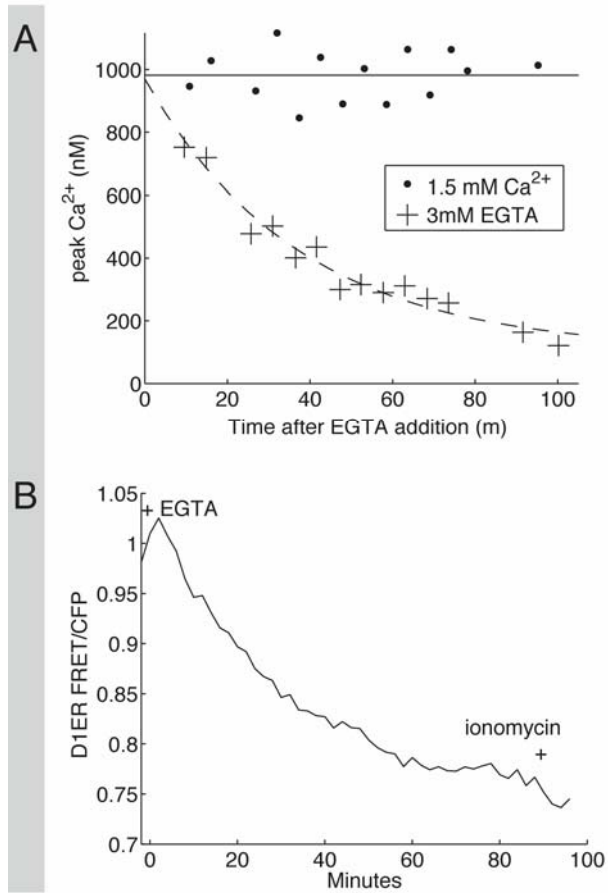 A
1000
800
600
400
200
0
peak Ca²⁺ (nM)
1.5 mM Ca²⁺
3mM EGTA
0 20 40 60 80 100
Time after EGTA addition (m)
B
1.05
1
0.95
0.9
0.85
0.8
0.75
0.7
D1ER FRET/CFP
+ EGTA
ionomycin
+
0 20 40 60 80 100
Minutes